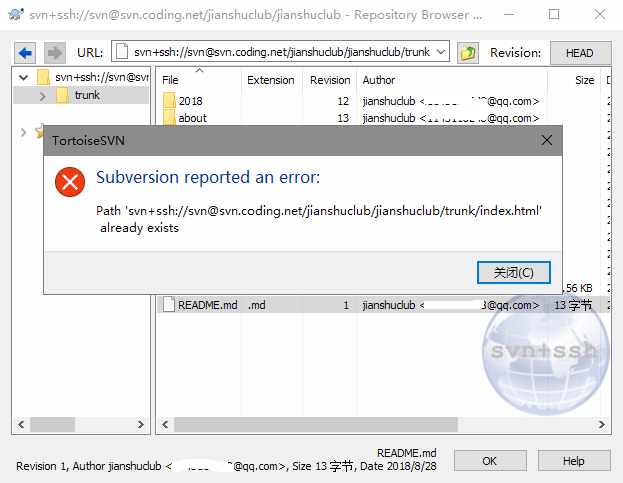 svn+ssh://svn@svn.coding.net/jianshuclub/jianshuclub - Repository Browser ...
URL: svn+ssh://svn@svn.coding.net/jianshuclub/jianshuclub/trunk Revision: HEAD
svn+ssh://svn@svn
trunk
File Extension Revision Author Size
2018 12 jianshuclub < @qq.com>
about 13 jianshuclub < @qq.com>
TortoiseSVN
Subversion reported an error:
Path 'svn+ssh://svn@svn.coding.net/jianshuclub/jianshuclub/trunk/index.html'
already exists
关闭(C)
.56 KB
README.md .md 1 jianshuclub < @qq.com> 13 字节
svn+ssh
README.md
Revision 1, Author jianshuclub < @qq.com>, Size 13 字节, Date 2018/8/28
OK Help